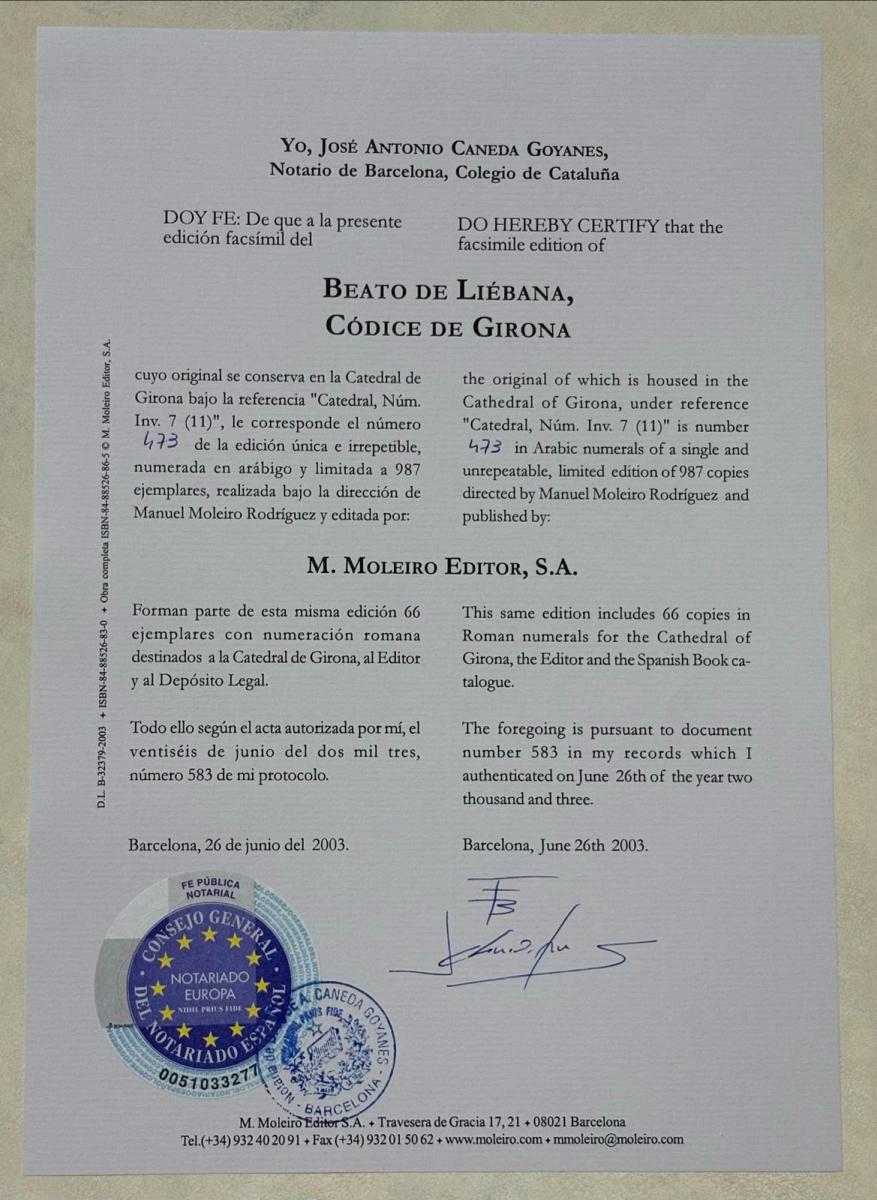 Yo, José Antonio Caneda Goyanes,
Notario de Barcelona, Colegio de Cataluña
DOY FE: De que a la presente
edición facsímil del
DO HEREBY CERTIFY that the
facsimile edition of
Beato de Liébana,
Códice de Girona
cuyo original se conserva en la Catedral de
Girona bajo la referencia "Catedral, Núm.
Inv. 7 (11)", le corresponde el número
473 de la edición única e irrepetible,
numerada en arábigo y limitada a 987
ejemplares, realizada bajo la dirección de
Manuel Moleiro Rodríguez y editada por:
the original of which is housed in the
Cathedral of Girona, under reference
"Catedral, Núm. Inv. 7 (11)" is number
473 in Arabic numerals of a single and
unrepeatable, limited edition of 987 copies
directed by Manuel Moleiro Rodríguez and
published by:
M. Moleiro Editor, S.A.
Forman parte de esta misma edición 66
ejemplares con numeración romana
destinados a la Catedral de Girona, al Editor
y al Depósito Legal.
This same edition includes 66 copies in
Roman numerals for the Cathedral of
Girona, the Editor and the Spanish Book ca-
talogue.
Todo ello según el acta autorizada por mí, el
ventiséis de junio del dos mil tres,
número 583 de mi protocolo.
The foregoing is pursuant to document
number 583 in my records which I
authenticated on June 26th of the year two
thousand and three.
Barcelona, 26 de junio del 2003.
Barcelona, June 26th 2003.
D.L. B-32379-2003 + ISBN-84-88526-83-0 + Obra completa ISBN-84-88526-86-5 © M. Moleiro Editor, S.A.
FE PÚBLICA
NOTARIAL
CONSEJO GENERAL
DEL NOTARIADO ESPAÑOL
NOTARIADO
EUROPA
NIHIL PRIUS FIDE
0051033277
A. CANEDA GOYANES
PRIUS FIDE
Notaria de
BARCELONA
M. Moleiro Editor S.A. + Travesera de Gracia 17, 21 + 08021 Barcelona
Tel.(+34) 932 40 20 91 + Fax (+34) 932 01 50 62 + www.moleiro.com + mmoleiro@moleiro.com